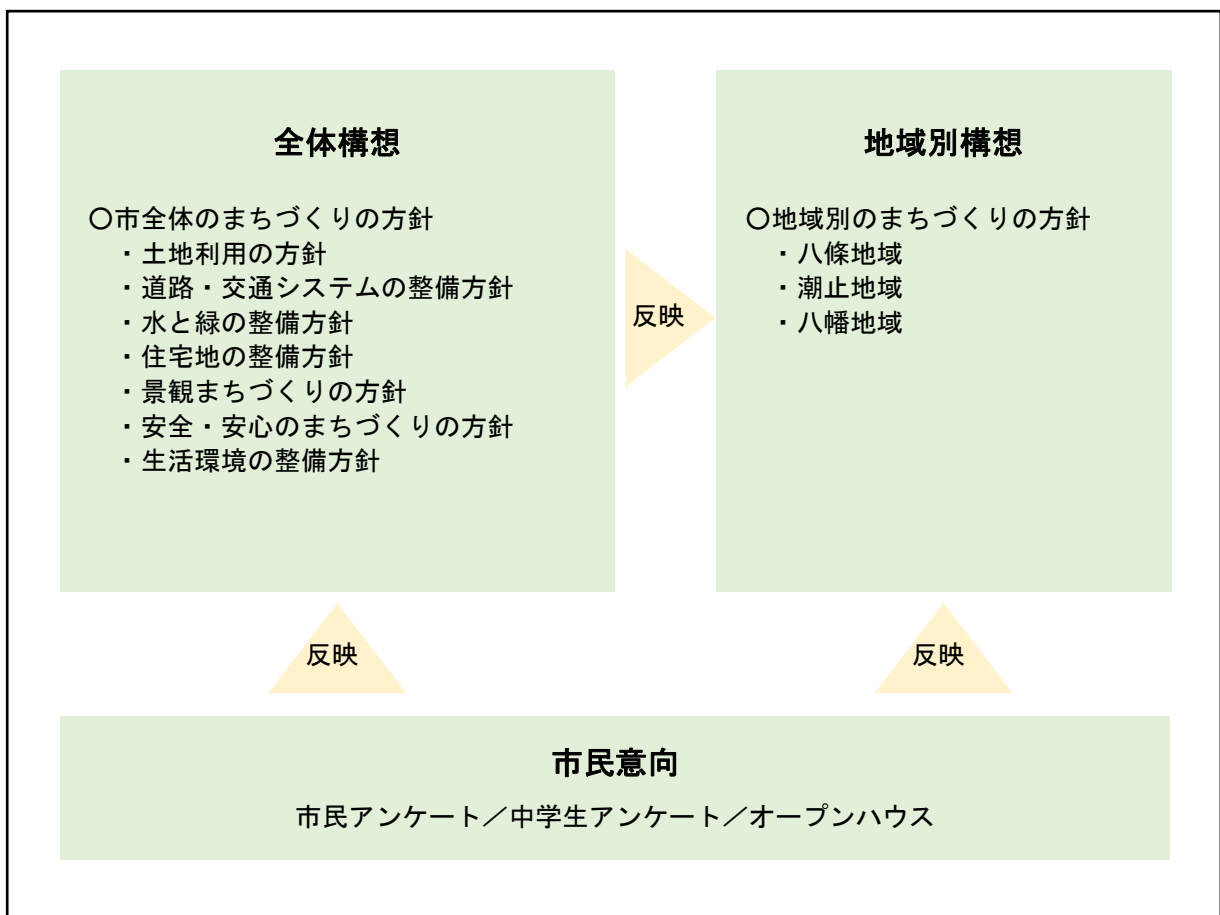 全体構想
〇市全体のまちづくりの方針
・土地利用の方針
・道路・交通システムの整備方針
・水と緑の整備方針
・住宅地の整備方針
・景観まちづくりの方針
・安全・安心のまちづくりの方針
・生活環境の整備方針
反映
地域別構想
〇地域別のまちづくりの方針
・八條地域
・潮止地域
・八幡地域
反映
反映
市民意向
市民アンケート／中学生アンケート／オープンハウス